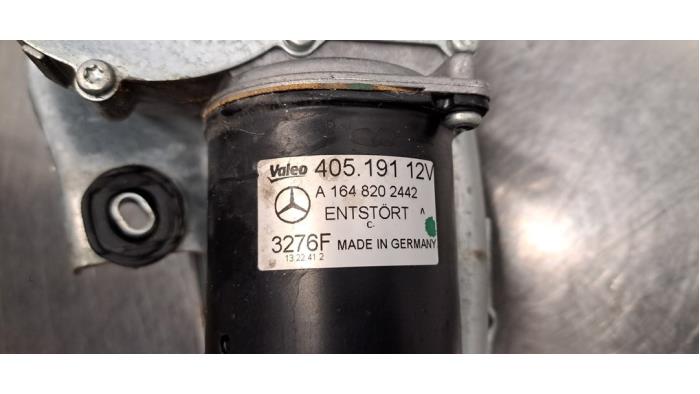 Valeo 405.191 12V
A 164 820 2442
ENTSTÖRT ^
C.
3276F MADE IN GERMANY
13 22 41 2